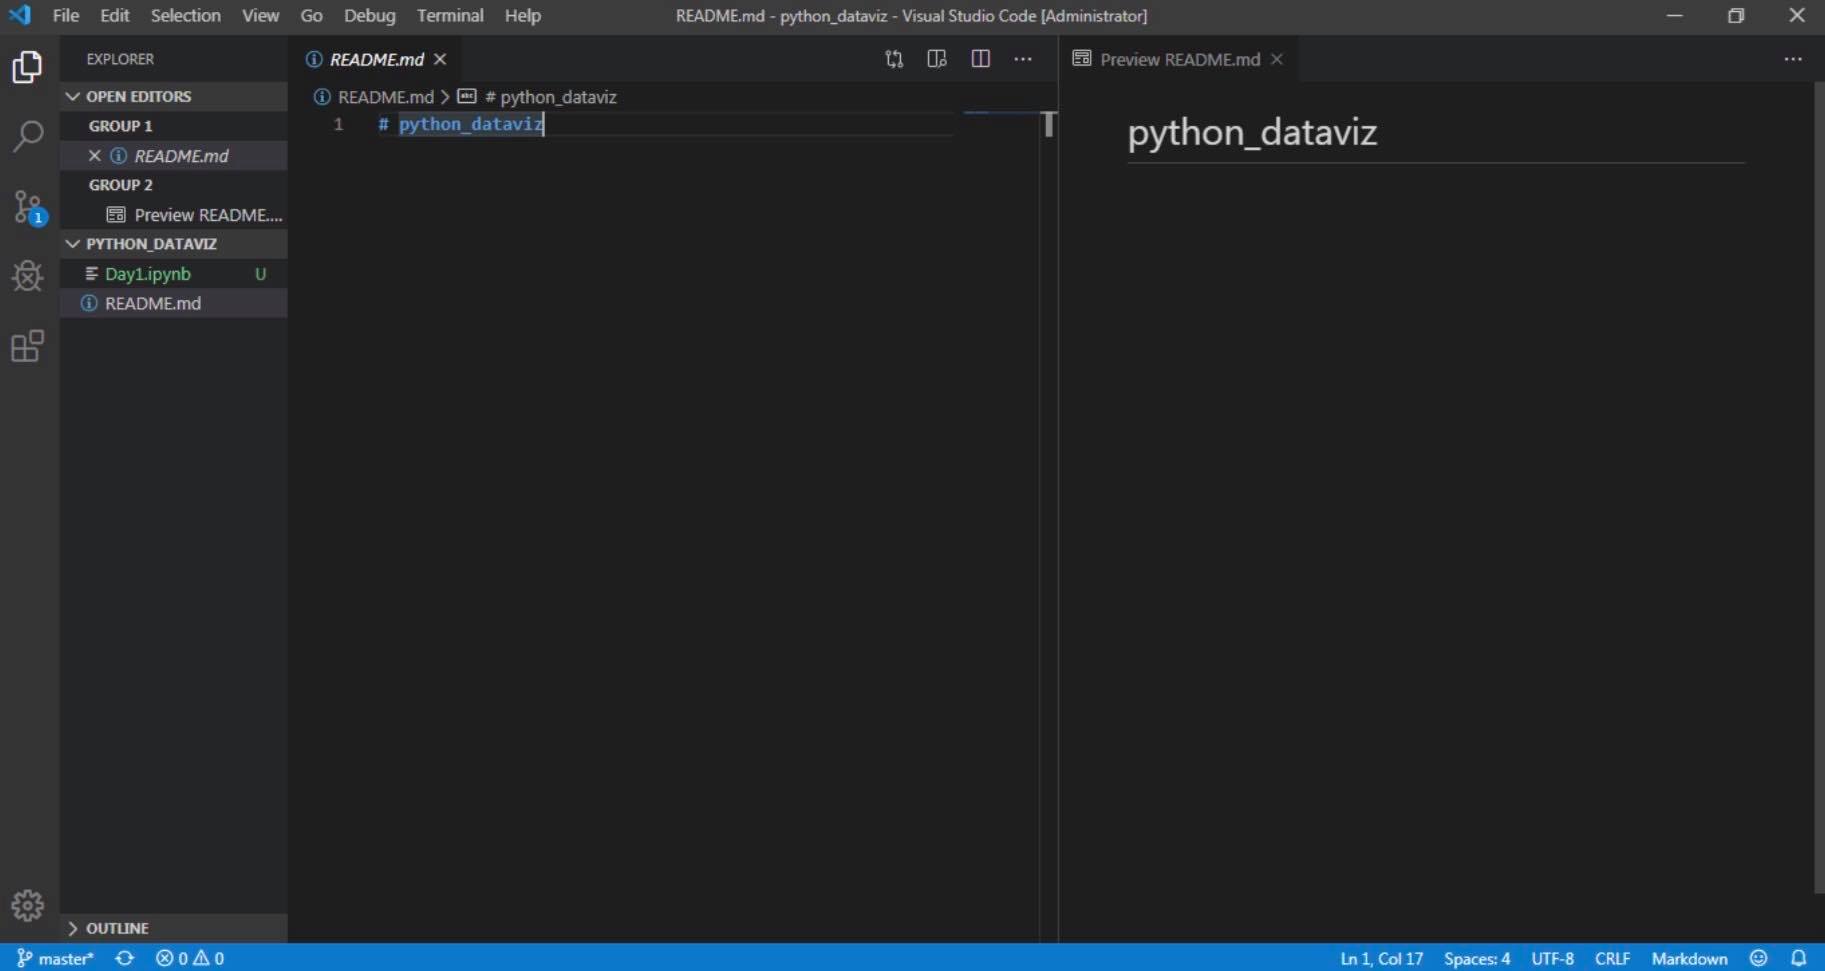 File Edit Selection View Go Debug Terminal Help
README.md - python_dataviz - Visual Studio Code [Administrator]
EXPLORER
OPEN EDITORS
GROUP 1
README.md
GROUP 2
Preview README....
PYTHON_DATAVIZ
Day1.ipynb U
README.md
OUTLINE
README.md
README.md > # python_dataviz
1 # python_dataviz
Preview README.md
python_dataviz
1
master* 0 0
Ln 1, Col 17 Spaces: 4 UTF-8 CRLF Markdown